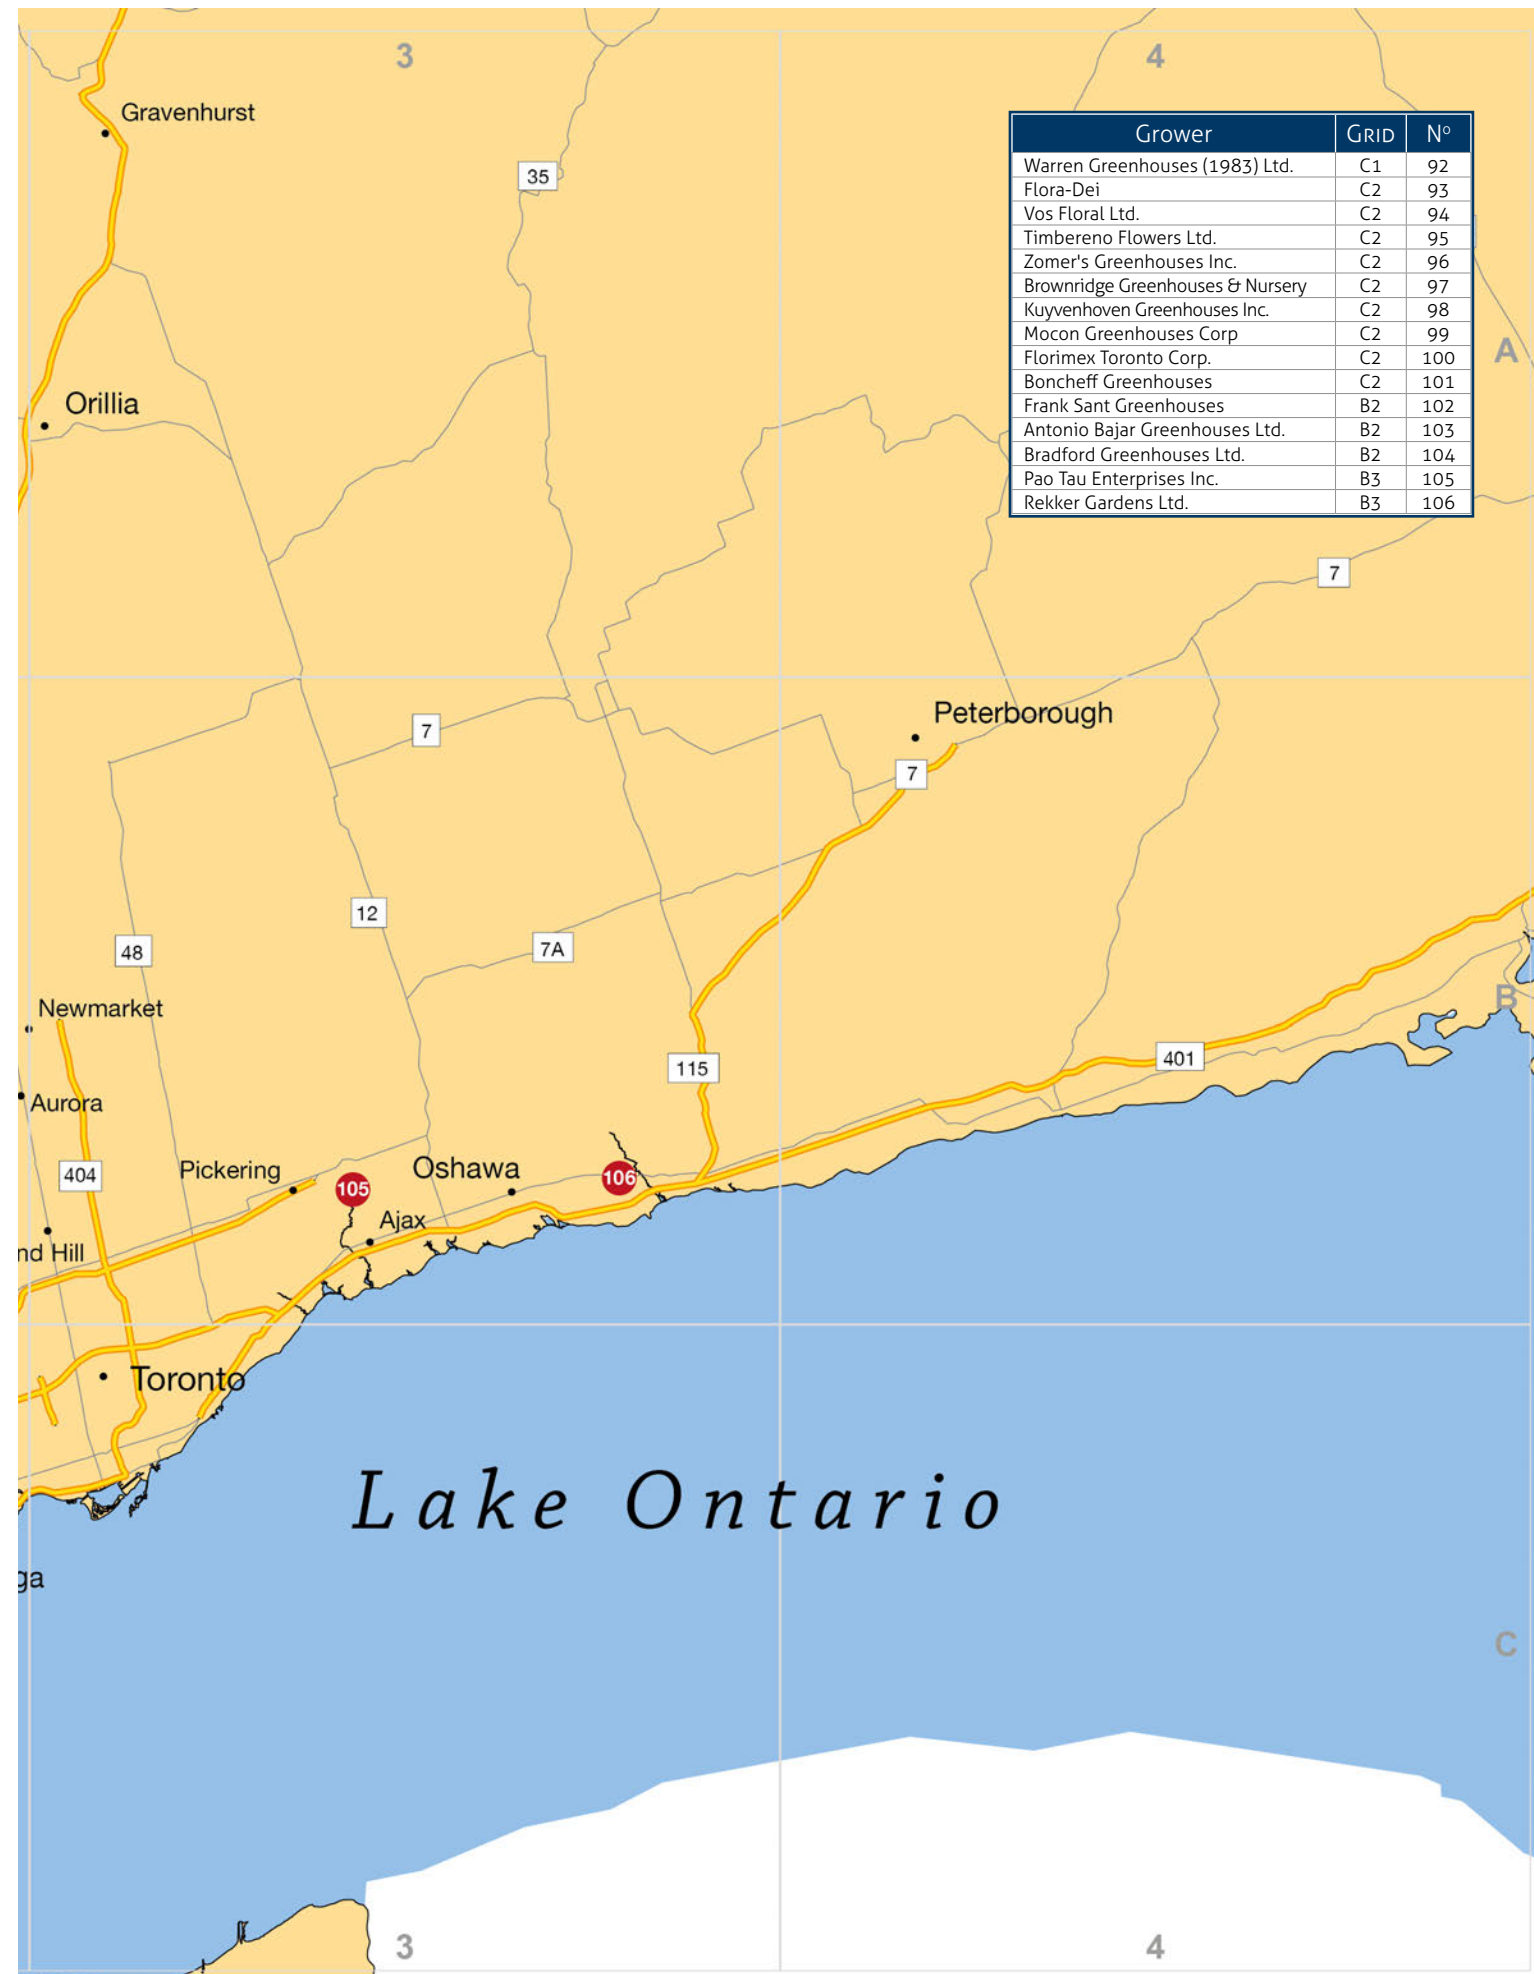 3
4
Gravenhurst
35
Grower GRID Nº
Warren Greenhouses (1983) Ltd. C1 92
Flora-Dei C2 93
Vos Floral Ltd. C2 94
Timbereno Flowers Ltd. C2 95
Zomer's Greenhouses Inc. C2 96
Brownridge Greenhouses & Nursery C2 97
Kuyvenhoven Greenhouses Inc. C2 98
Mocon Greenhouses Corp C2 99
Florimex Toronto Corp. C2 100
Boncheff Greenhouses C2 101
Frank Sant Greenhouses B2 102
Antonio Bajar Greenhouses Ltd. B2 103
Bradford Greenhouses Ltd. B2 104
Pao Tau Enterprises Inc. B3 105
Rekker Gardens Ltd. B3 106
A
Orillia
7
Peterborough
7
7
12
48
7A
B
Newmarket
401
115
Aurora
404
Pickering
Oshawa
105
106
Ajax
nd Hill
Toronto
Lake Ontario
ga
C
3
4